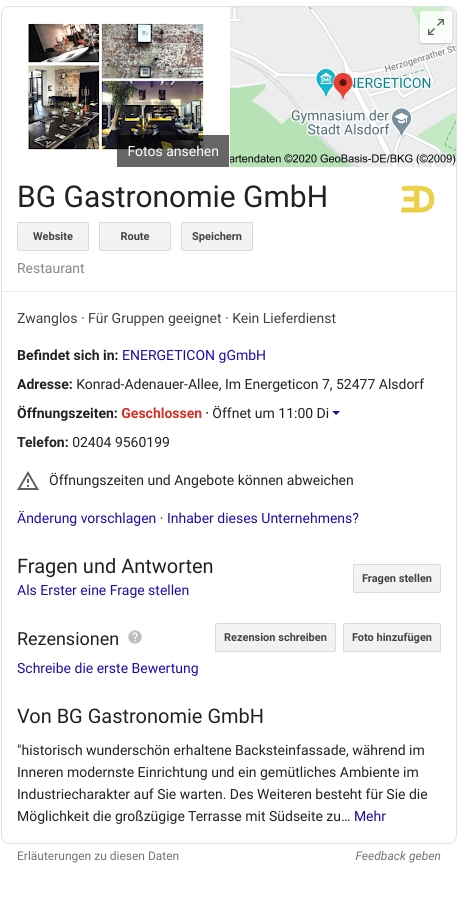 Fotos ansehen
Hogenrather St
ENERGETICON
Gymnasium der
Stadt Alsdorf
artendaten ©2020 GeoBasis-DE/BKG (©2009)
BG Gastronomie GmbH
Website Route Speichern
Restaurant
Zwanglos · Für Gruppen geeignet · Kein Lieferdienst
Befindet sich in: ENERGETICON gGmbH
Adresse: Konrad-Adenauer-Allee, Im Energeticon 7, 52477 Alsdorf
Öffnungszeiten: Geschlossen · Öffnet um 11:00 Di
Telefon: 02404 9560199
Öffnungszeiten und Angebote können abweichen
Änderung vorschlagen · Inhaber dieses Unternehmens?
Fragen und Antworten
Als Erster eine Frage stellen
Fragen stellen
Rezensionen ?
Rezension schreiben Foto hinzufügen
Schreibe die erste Bewertung
Von BG Gastronomie GmbH
"historisch wunderschön erhaltene Backsteinfassade, während im
Inneren modernste Einrichtung und ein gemütliches Ambiente im
Industriecharakter auf Sie warten. Des Weiteren besteht für Sie die
Möglichkeit die großzügige Terrasse mit Südseite zu… Mehr
Erläuterungen zu diesen Daten Feedback geben